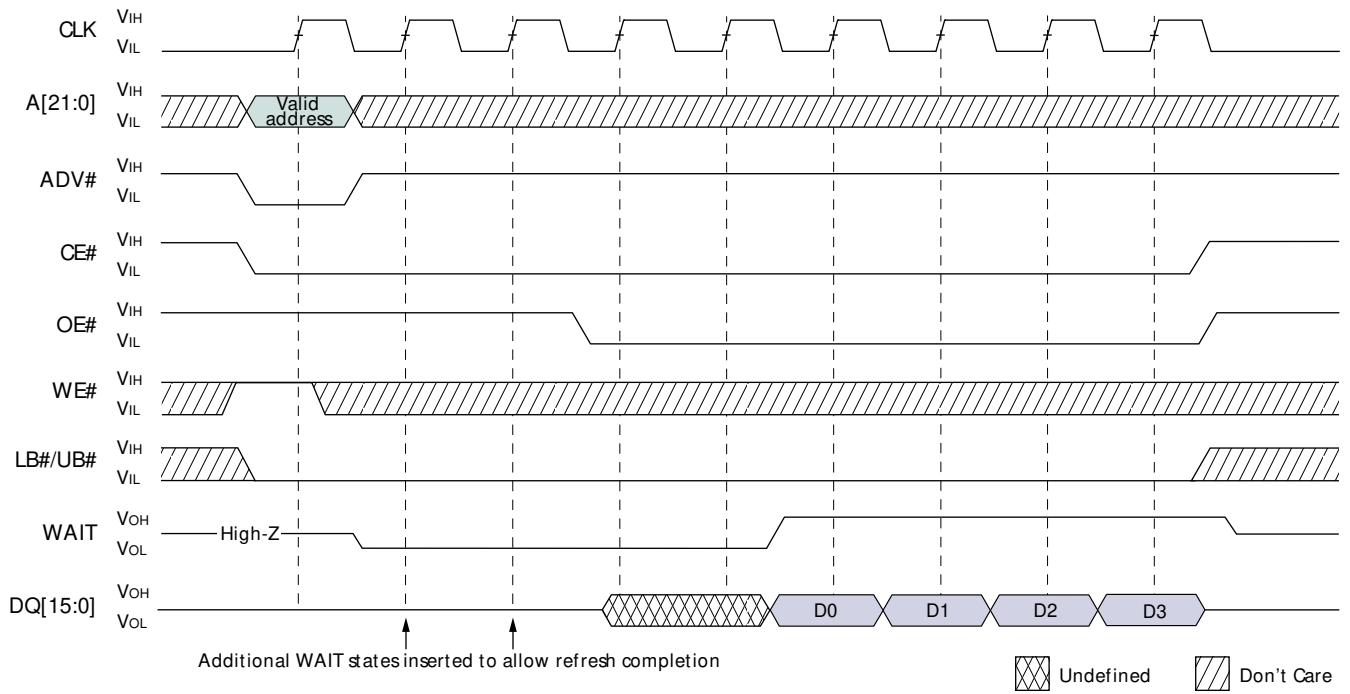 CLK VIH
VIL
A[21:0] VIH
VIL
Valid
address
ADV# VIH
VIL
CE# VIH
VIL
OE# VIH
VIL
WE# VIH
VIL
LB#/UB# VIH
VIL
WAIT VOH
VOL
High-Z
DQ[15:0] VOH
VOL
D0 D1 D2 D3
Additional WAIT states inserted to allow refresh completion
Undefined Don't Care